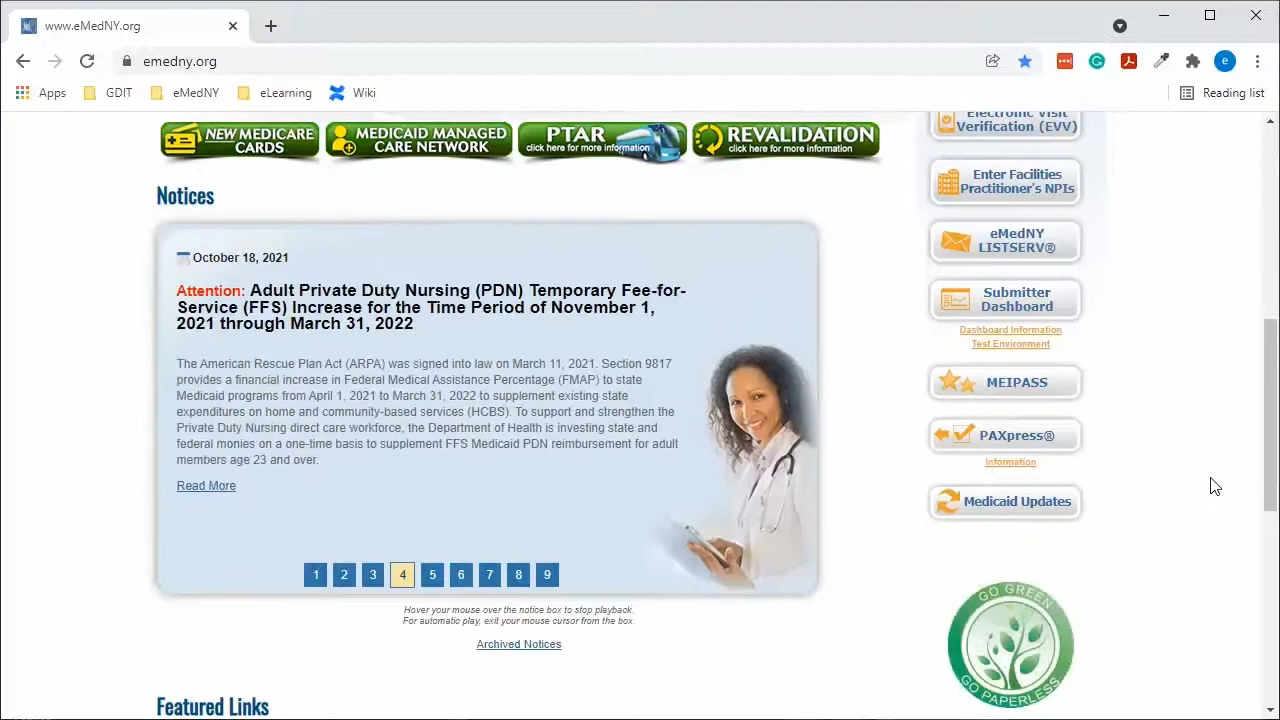 www.eMedNY.org
emedny.org
e
Apps
GDIT
eMedNY
eLearning
Wiki
Reading list
NEW MEDICARE
CARDS
MEDICAID MANAGED
CARE NETWORK
PTAR
click here for more information
REVALIDATION
click here for more information
Electronic Visit
Verification (EVV)
Enter Facilities
Practitioner's NPIs
eMedNY
LISTSERV®
Submitter
Dashboard
Dashboard Information
Test Environment
MEIPASS
PAXpress®
Information
Medicaid Updates
GO GREEN
GO PAPERLESS
Notices
October 18, 2021
Attention: Adult Private Duty Nursing (PDN) Temporary Fee-for-
Service (FFS) Increase for the Time Period of November 1,
2021 through March 31, 2022
The American Rescue Plan Act (ARPA) was signed into law on March 11, 2021. Section 9817
provides a financial increase in Federal Medical Assistance Percentage (FMAP) to state
Medicaid programs from April 1, 2021 to March 31, 2022 to supplement existing state
expenditures on home and community-based services (HCBS). To support and strengthen the
Private Duty Nursing direct care workforce, the Department of Health is investing state and
federal monies on a one-time basis to supplement FFS Medicaid PDN reimbursement for adult
members age 23 and over.
Read More
1 2 3 4 5 6 7 8 9
Hover your mouse over the notice box to stop playback.
For automatic play, exit your mouse cursor from the box.
Archived Notices
Featured Links